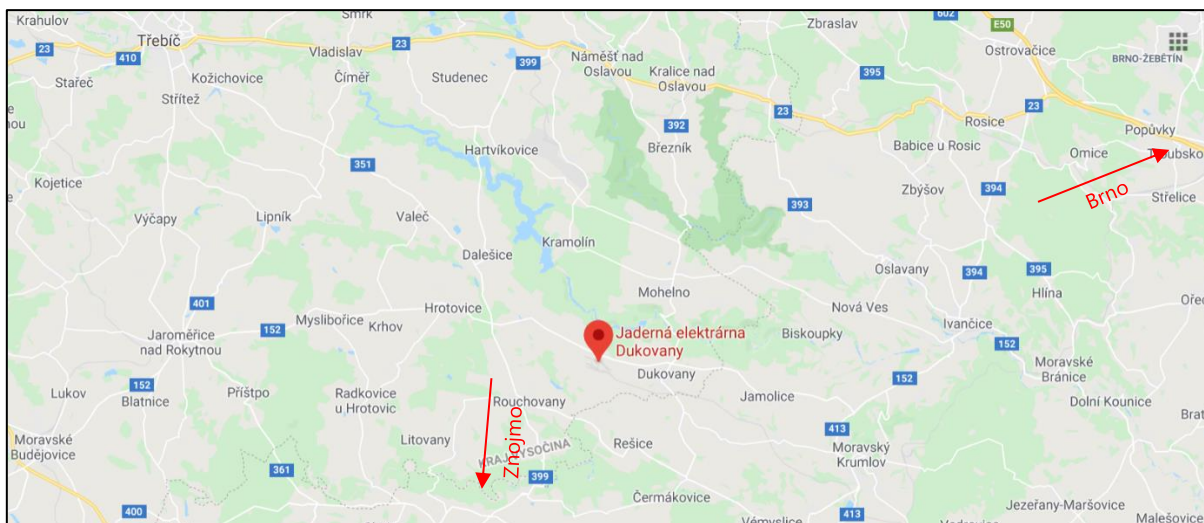 Krahulov
Třebíč
Smrk
Zbraslav
602
E50
Ostrovačice
23
410
Vladislav
23
399
Náměšť nad
Oslavou
Kralice nad
Oslavou
395
BRNO-ŽEBĚTÍN
Stařeč
Kožichovice
Číměř
Studenec
Střítež
23
23
Rosice
Popůvky
392
Březník
Babice u Rosic
Omice
Hartvíkovice
351
Kojetice
Zbýšov
394
Brno
Střelice
Výčapy
Lipník
Valeč
393
Kramolín
Dalešice
Oslavany
394
395
Mohelno
Hlína
401
Hrotovice
Nová Ves
Ivančice
Jaroměřice
nad Rokytnou
152
Myslibořice
Krhov
Jaderná elektrárna
Dukovany
Biskoupky
152
Lukov
152
Blatnice
Příštpo
Radkovice
u Hrotovic
Dukovany
152
Moravské
Bránice
Jamolice
Dolní Kounice
Rouchovany
Znojmo
Moravské
Budějovice
Litovany
KRAJ VYSOČINA
Rešice
413
Moravský
Krumlov
361
399
Čermákovice
400
413
Jezeřany-Maršovice
Vémyslice
Malešovice